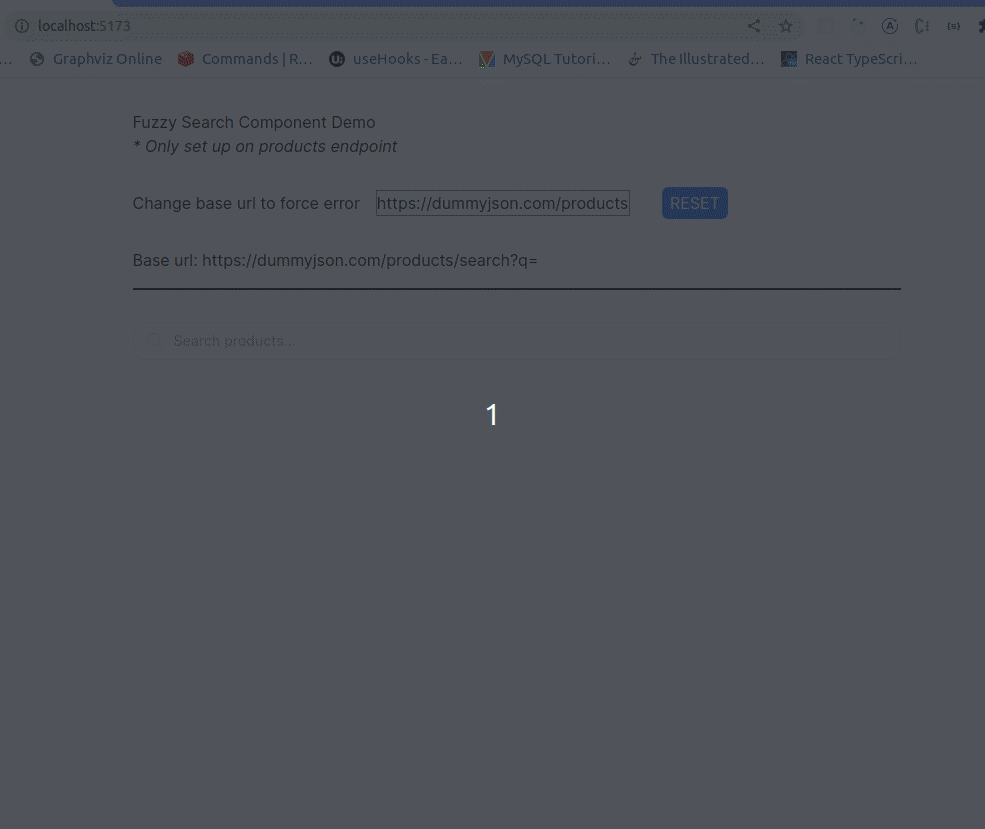 localhost:5173
... Graphviz Online Commands | R... useHooks - Ea... MySQL Tutori... The Illustrated... React TypeScri...
Fuzzy Search Component Demo
* Only set up on products endpoint
Change base url to force error https://dummyjson.com/products RESET
Base url: https://dummyjson.com/products/search?q=
Search products...
1